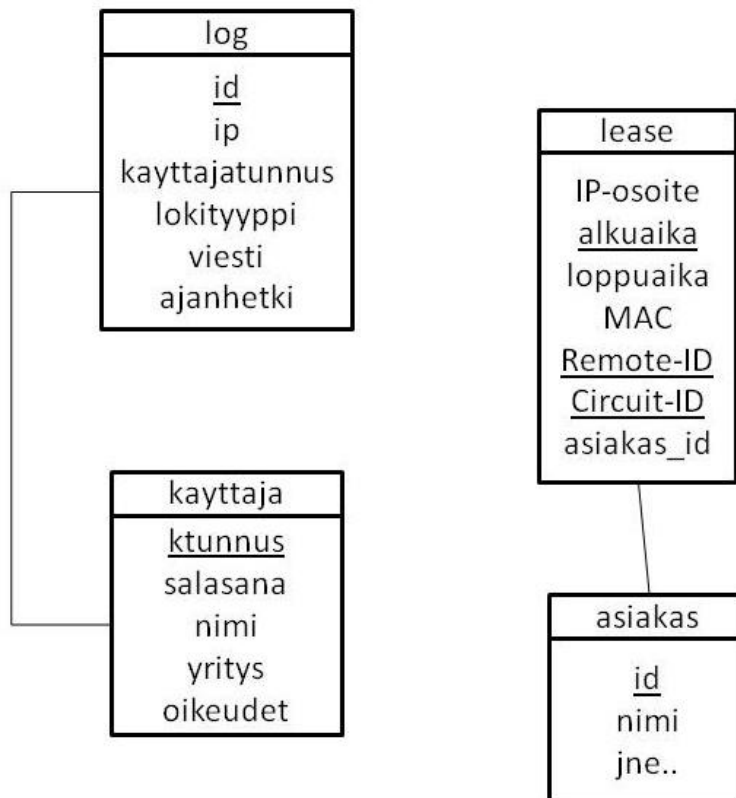 log
id
ip
kayttajatunnus
lokityyppi
viesti
ajanhetki
kayttaja
ktunnus
salasana
nimi
yritys
oikeudet
lease
IP-osoite
alkuaika
loppuaika
MAC
Remote-ID
Circuit-ID
asiakas_id
asiakas
id
nimi
jne..